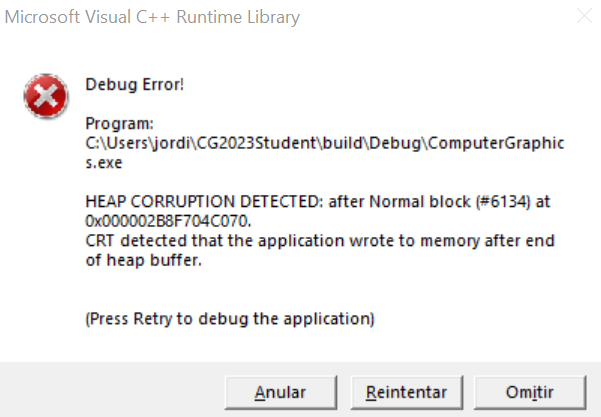 Microsoft Visual C++ Runtime Library
Debug Error!
Program:
C:\Users\jordi\CG2023Student\build\Debug\ComputerGraphic
s.exe
HEAP CORRUPTION DETECTED: after Normal block (#6134) at
0x000002B8F704C070.
CRT detected that the application wrote to memory after end
of heap buffer.
(Press Retry to debug the application)
Anular
Reintentar
Omitir